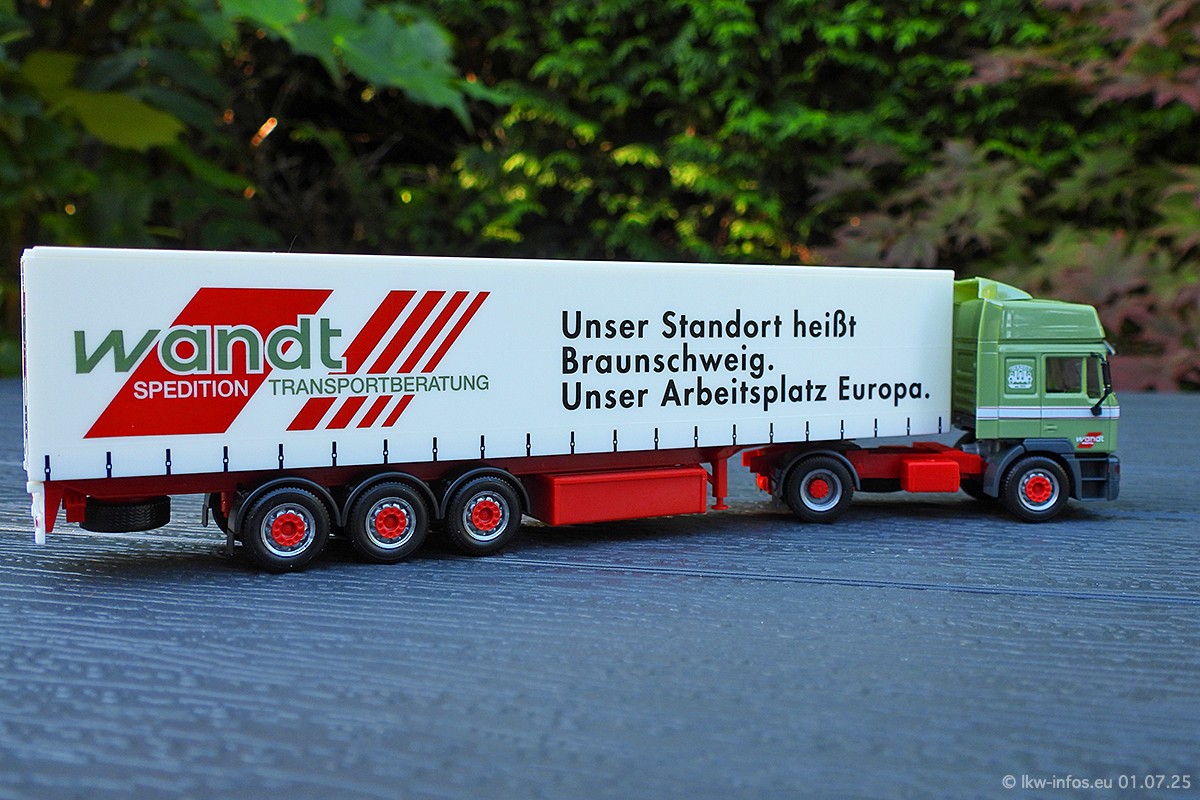 wandt
SPEDITION TRANSPORTBERATUNG
Unser Standort heißt
Braunschweig.
Unser Arbeitsplatz Europa.
wandt
© lkw-infos.eu 01.07.25